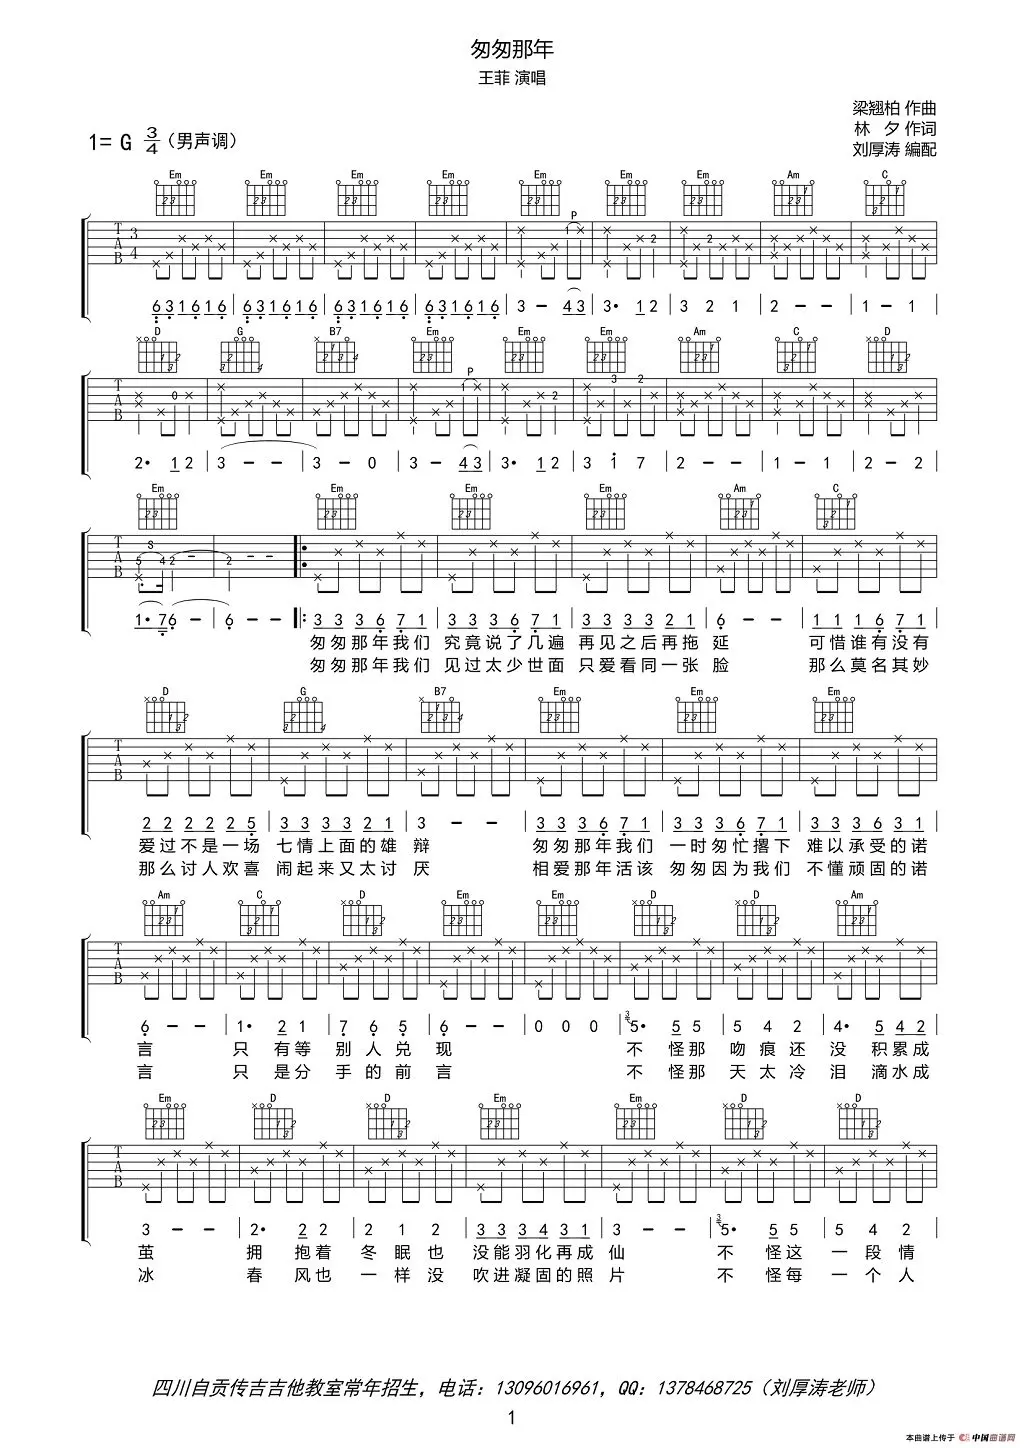 匆匆那年
王菲 演唱
梁翘柏 作曲
1= G 3/4 (男声调)
林 夕 作词
刘厚涛 編配
Em Em Em Em Em Em Em Am C
6 3 1 6 1 6 | 6 3 1 6 1 6 | 6 3 1 6 1 6 | 6 3 1 6 1 6 | 3 - 4 3 | 3· 1 2 | 3 2 1 | 2 - - | 1 - 1
D G B7 Em Em Em Am C D
2· 1 2 | 3 - - | 3 - 0 | 3 - 4 3 | 3· 1 2 | 3 i 7 | 2 - - | 1 - 1 | 2 - 2
Em Em Em Em Am C
1· 7 6 - | 6 - - |: 3 3 3 6 7 1 | 3 3 3 6 7 1 | 3 3 3 3 2 1 | 6 - - | 1 1 1 6 7 1
匆匆那年我们 究竟说了几遍 再见之后再拖 延 可惜谁有没有
匆匆那年我们 见过太少世面 只爱看同一张 脸 那么莫名其妙
D G B7 Em Em Em
2 2 2 2 2 5 | 3 3 3 3 2 1 | 3 - - | 3 3 3 6 7 1 | 3 3 3 6 7 1 | 3 3 3 6 3 1
爱过不是一场 七情上面的雄 辩 匆匆那年我们 一时匆忙撂下 难以承受的诺
那么讨人欢喜 闹起来又太讨 厌 相爱那年活该 匆匆因为我们 不懂顽固的诺
Am C D Em Em D D Am
6 - - | 1· 2 1 | 7 6 5 | 6 - - | 0 0 0 | 5· 5 5 | 5 4 2 | 4· 5 4 2
言 只 有等 别人兑 现 不 怪那 吻痕还 没 积累成
言 只 是分 手的前 言 不 怪那 天太冷 泪 滴水成
Em D D Em Em D D
3 - - | 2· 2 2 | 2 1 2 | 3 3 3 4 3 1 | 3 - - | 5· 5 5 | 5 4 2
茧 拥 抱着 冬眠也 没能羽化再成 仙 不 怪这 一段情
冰 春 风也 一样没 吹进凝固的照 片 不 怪每 一个人
四川自贡传吉吉他教室常年招生，电话：13096016961，QQ：1378468725（刘厚涛老师）
1
本曲谱上传于 中国曲谱网